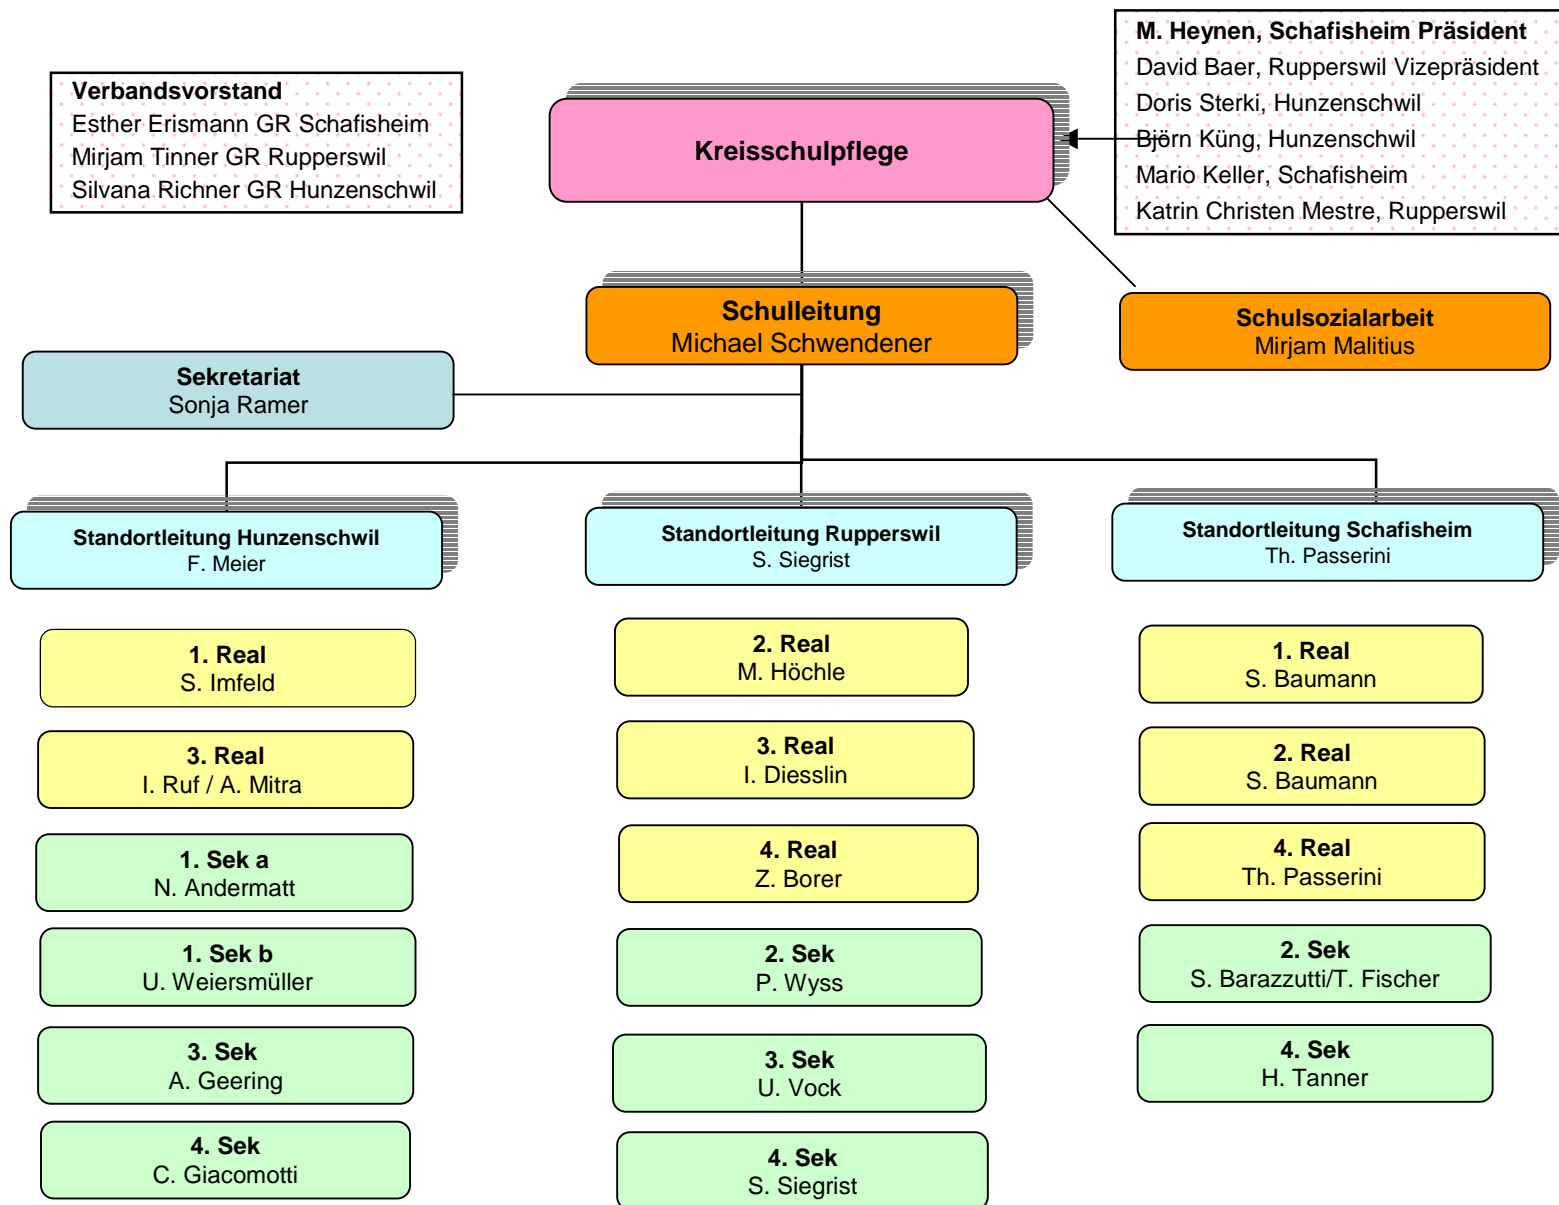 Verbandsvorstand
Esther Erismann GR Schafisheim
Mirjam Tinner GR Rupperswil
Silvana Richner GR Hunzenschwil
Kreisschulpflege
M. Heynen, Schafisheim Präsident
David Baer, Rupperswil Vizepräsident
Doris Sterki, Hunzenschwil
Björn Küng, Hunzenschwil
Mario Keller, Schafisheim
Katrin Christen Mestre, Rupperswil
Schulleitung
Michael Schwendener
Schulsozialarbeit
Mirjam Malitius
Sekretariat
Sonja Ramer
Standortleitung Hunzenschwil
F. Meier
1. Real
S. Imfeld
3. Real
I. Ruf / A. Mitra
1. Sek a
N. Andermatt
1. Sek b
U. Weiersmüller
3. Sek
A. Geering
4. Sek
C. Giacomotti
Standortleitung Rupperswil
S. Siegrist
2. Real
M. Höchle
3. Real
I. Diesslin
4. Real
Z. Borer
2. Sek
P. Wyss
3. Sek
U. Vock
4. Sek
S. Siegrist
Standortleitung Schafisheim
Th. Passerini
1. Real
S. Baumann
2. Real
S. Baumann
4. Real
Th. Passerini
2. Sek
S. Barazzutti/T. Fischer
4. Sek
H. Tanner